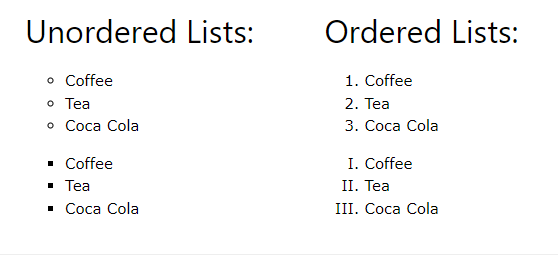 Unordered Lists:
Coffee
Tea
Coca Cola
Coffee
Tea
Coca Cola
Ordered Lists:
1. Coffee
2. Tea
3. Coca Cola
I. Coffee
II. Tea
III. Coca Cola